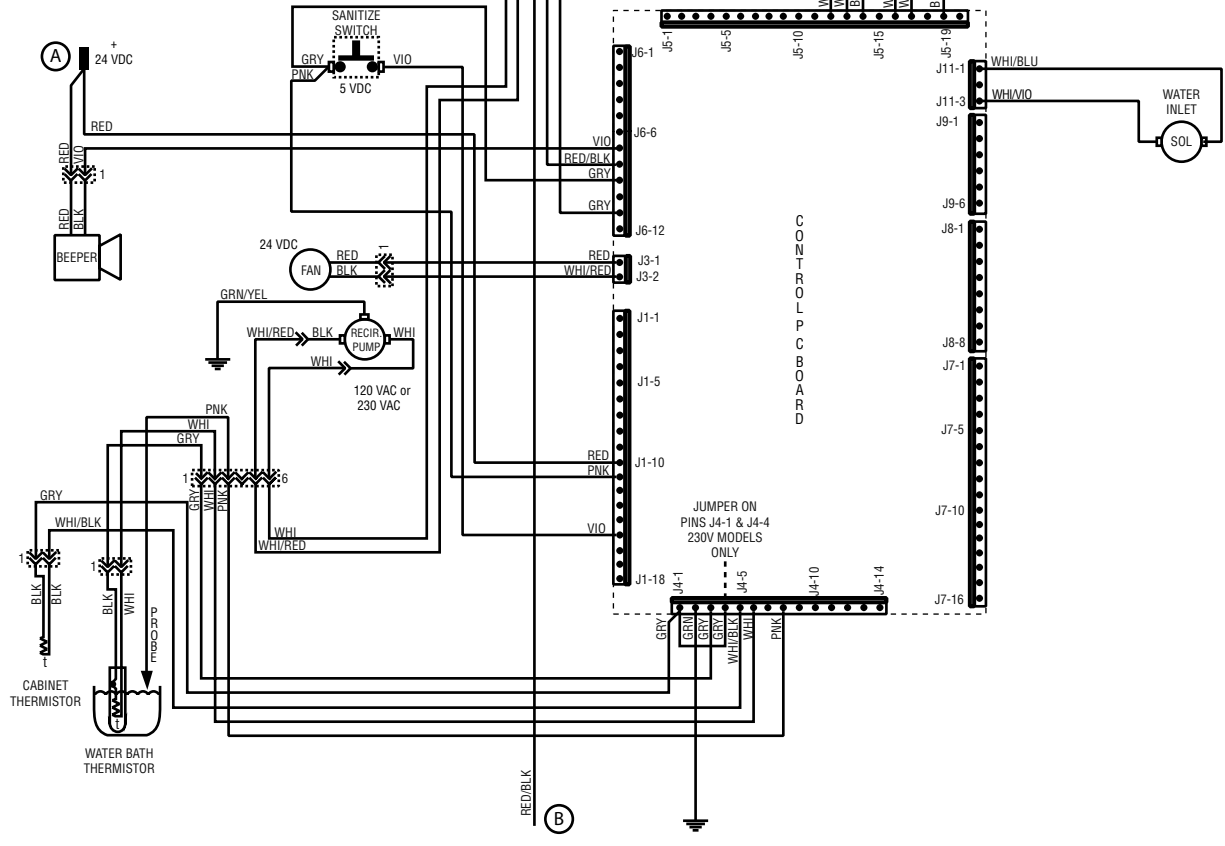 SANITIZE
SWITCH
GRY
PNK
VIO
5 VDC
A
+
24 VDC
RED
RED
VIO
1
RED
BLK
BEEPER
24 VDC
FAN
RED
BLK
1
GRN/YEL
WHI/RED
BLK
RECIR.
PUMP
WHI
WHI
120 VAC or
230 VAC
PNK
WHI
GRY
1
6
GRY
WHI
PNK
WHI
WHI/RED
GRY
WHI/BLK
1
BLK
BLK
t
CABINET
THERMISTOR
1
BLK
WHI
PROBE
t
WATER BATH
THERMISTOR
J5-1
J5-5
J5-10
J5-15
J5-19
J6-1
J6-6
VIO
RED/BLK
GRY
GRY
J6-12
RED
J3-1
WHI/RED
J3-2
J1-1
J1-5
RED
J1-10
PNK
VIO
J1-18
CONTROL PC BOARD
J11-1
WHI/BLU
J11-3
WHI/VIO
WATER
INLET
SOL
J9-1
J9-6
J8-1
J8-8
J7-1
J7-5
J7-10
J7-16
JUMPER ON
PINS J4-1 & J4-4
230V MODELS
ONLY
J4-1
J4-5
J4-10
J4-14
GRY
GRN
GRY
GRY
WHI/BLK
WHI
PNK
RED/BLK
B